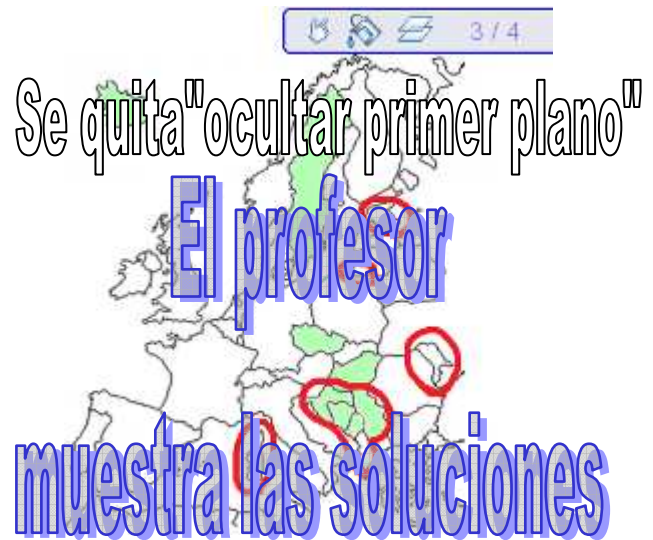 3 / 4
Se quita"ocultar primer plano"
El profesor
muestra las soluciones